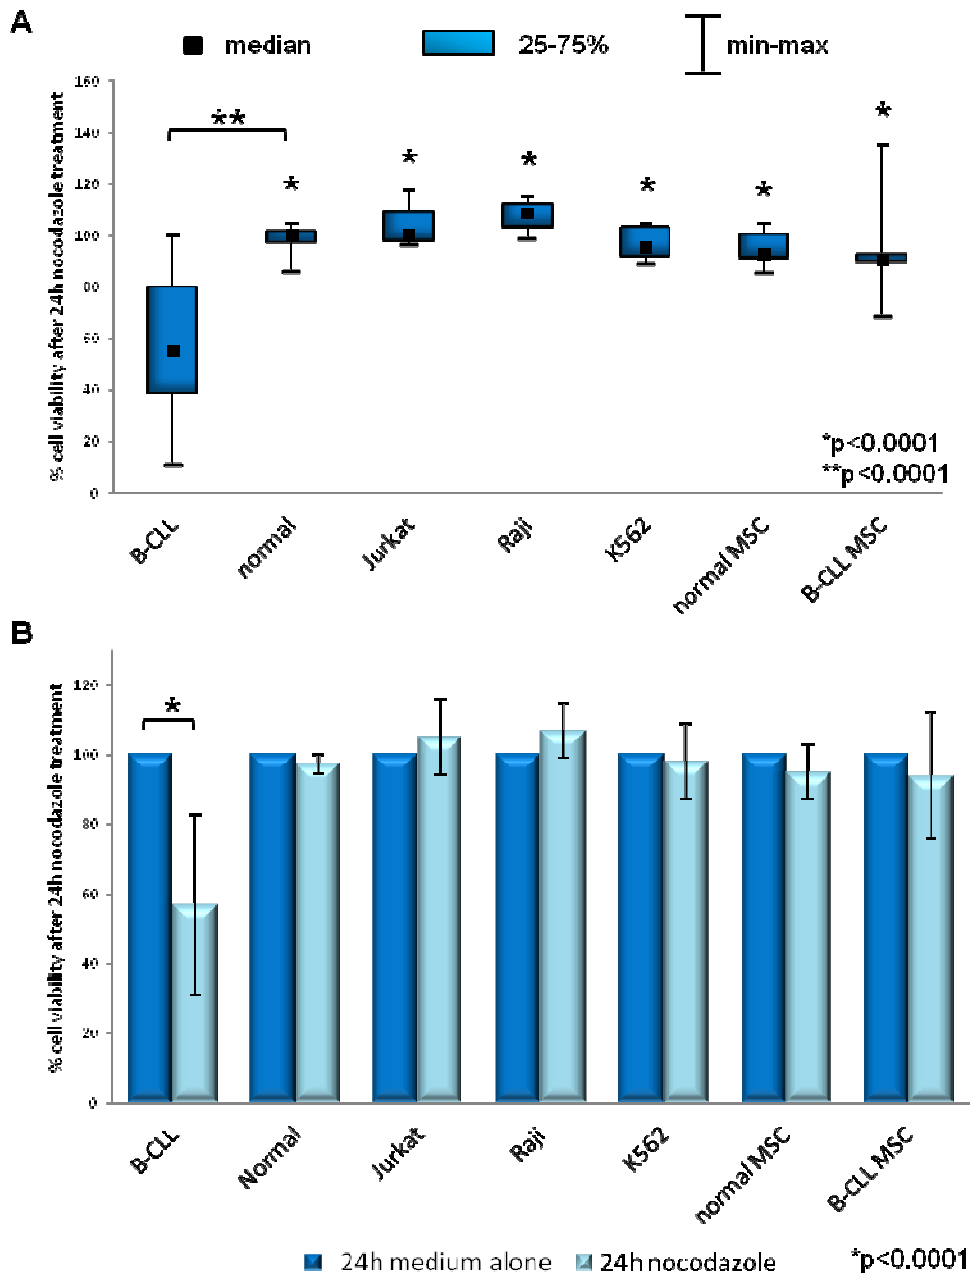 A
median 25-75% min-max
% cell viability after 24h nocodazole treatment
160
140
120
100
80
60
40
20
0
**
*
*
*
*
*
*
*p<0.0001
**p<0.0001
B-CLL normal Jurkat Raji K562 normal MSC B-CLL MSC
B
% cell viability after 24h nocodazole treatment
120
100
80
60
40
20
0
*
B-CLL Normal Jurkat Raji K562 normal MSC B-CLL MSC
24h medium alone 24h nocodazole *p<0.0001